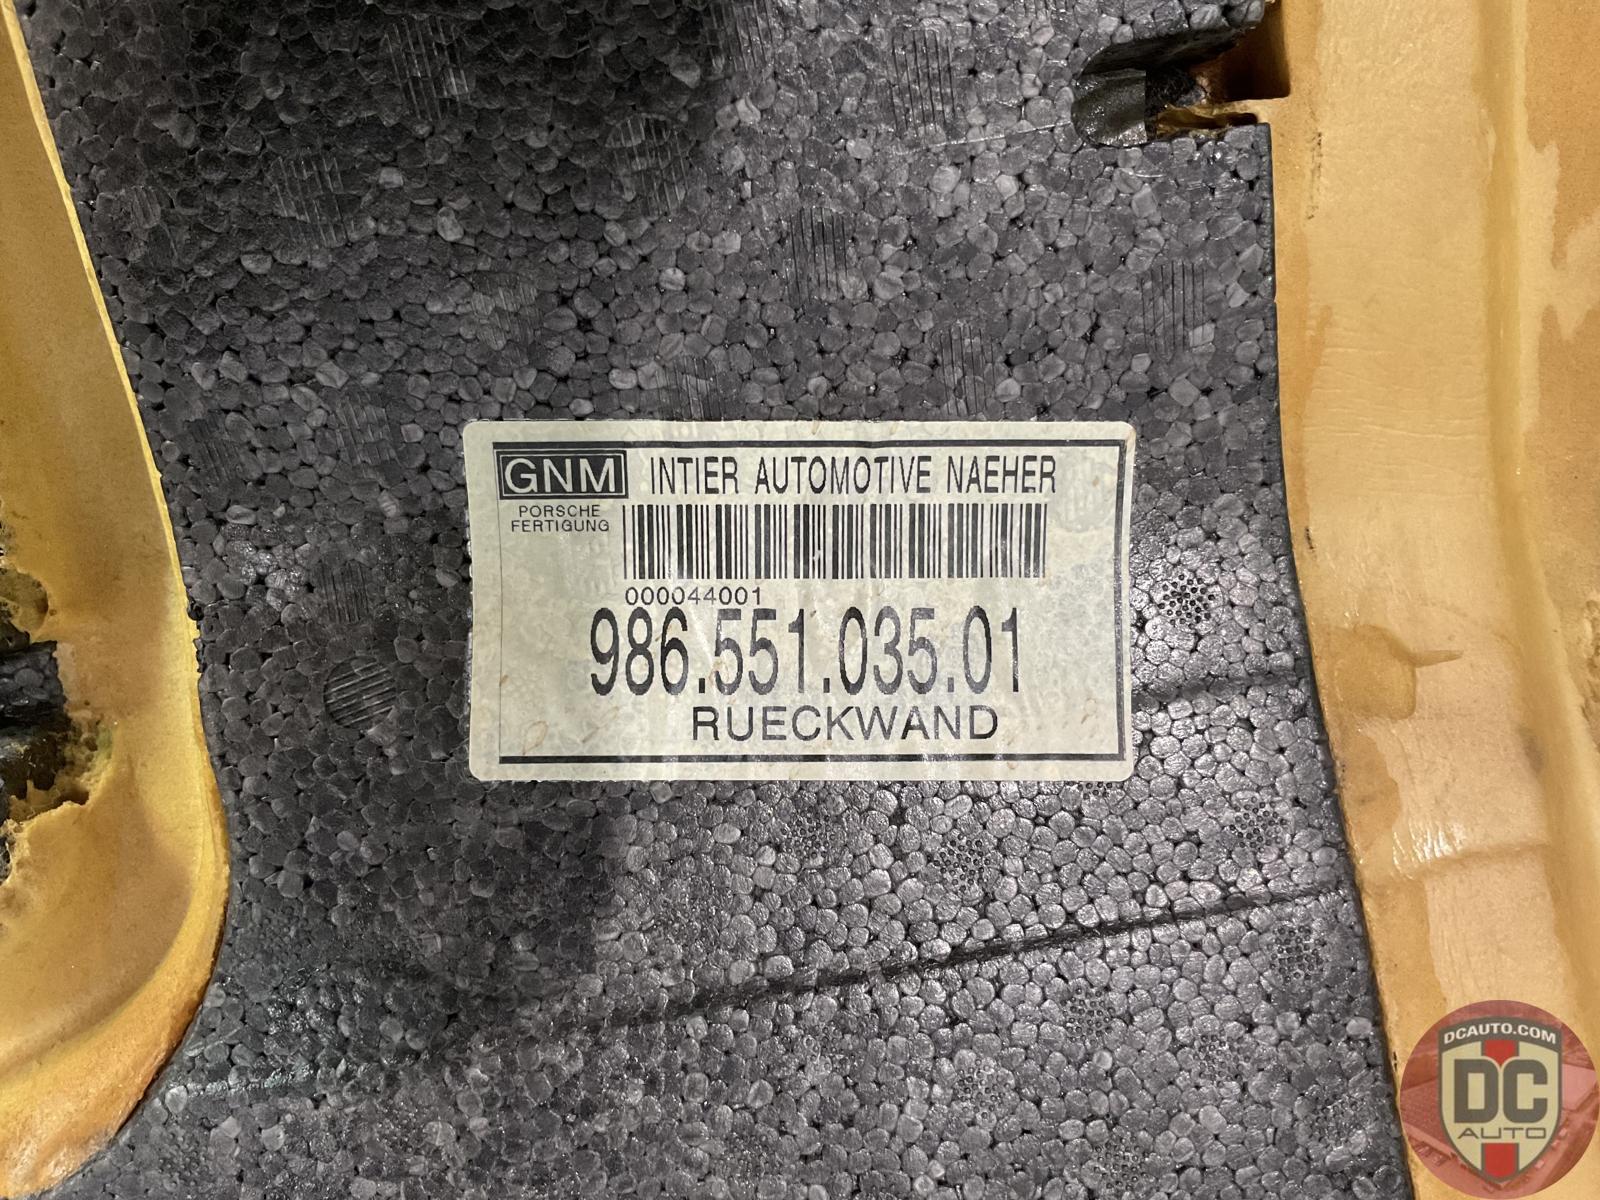 GNM INTIER AUTOMOTIVE NAEHER
PORSCHE
FERTIGUNG
000044001
986.551.035.01
RUECKWAND
DCAUTO.COM
DC
AUTO